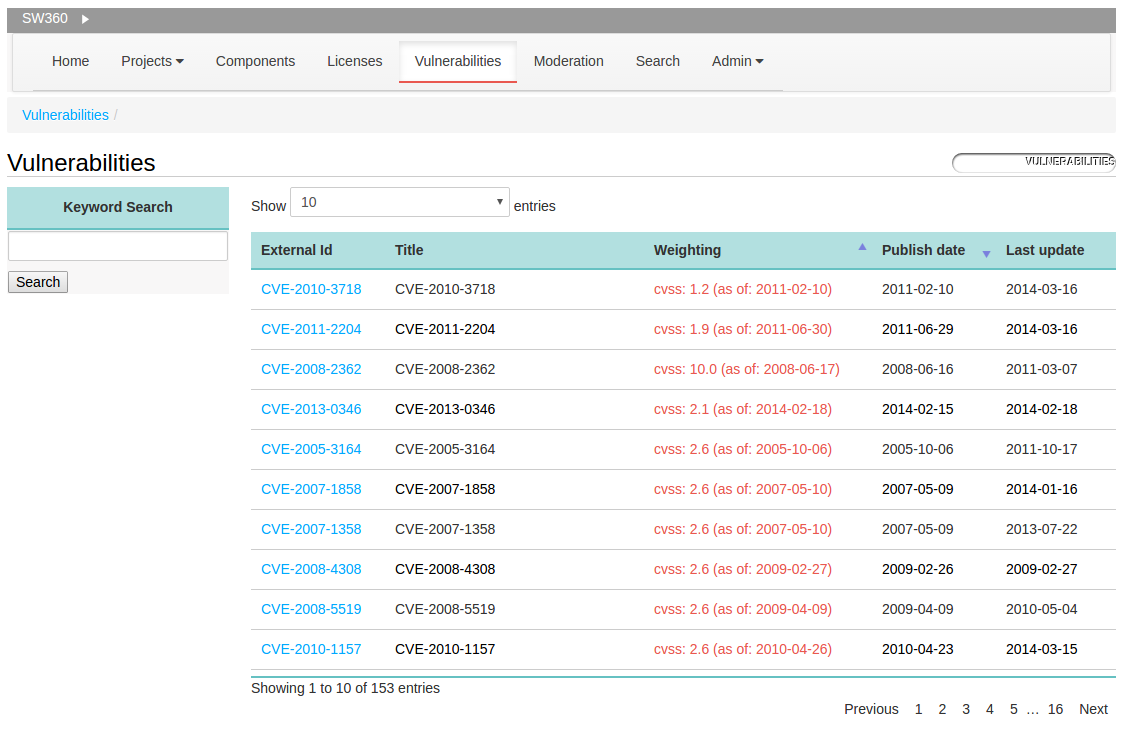 SW360
Home Projects Components Licenses Vulnerabilities Moderation Search Admin
Vulnerabilities /
Vulnerabilities
VULNERABILITIES
Keyword Search
Search
Show 10 entries
External Id Title Weighting Publish date Last update
CVE-2010-3718 CVE-2010-3718 cvss: 1.2 (as of: 2011-02-10) 2011-02-10 2014-03-16
CVE-2011-2204 CVE-2011-2204 cvss: 1.9 (as of: 2011-06-30) 2011-06-29 2014-03-16
CVE-2008-2362 CVE-2008-2362 cvss: 10.0 (as of: 2008-06-17) 2008-06-16 2011-03-07
CVE-2013-0346 CVE-2013-0346 cvss: 2.1 (as of: 2014-02-18) 2014-02-15 2014-02-18
CVE-2005-3164 CVE-2005-3164 cvss: 2.6 (as of: 2005-10-06) 2005-10-06 2011-10-17
CVE-2007-1858 CVE-2007-1858 cvss: 2.6 (as of: 2007-05-10) 2007-05-09 2014-01-16
CVE-2007-1358 CVE-2007-1358 cvss: 2.6 (as of: 2007-05-10) 2007-05-09 2013-07-22
CVE-2008-4308 CVE-2008-4308 cvss: 2.6 (as of: 2009-02-27) 2009-02-26 2009-02-27
CVE-2008-5519 CVE-2008-5519 cvss: 2.6 (as of: 2009-04-09) 2009-04-09 2010-05-04
CVE-2010-1157 CVE-2010-1157 cvss: 2.6 (as of: 2010-04-26) 2010-04-23 2014-03-15
Showing 1 to 10 of 153 entries
Previous 1 2 3 4 5 … 16 Next